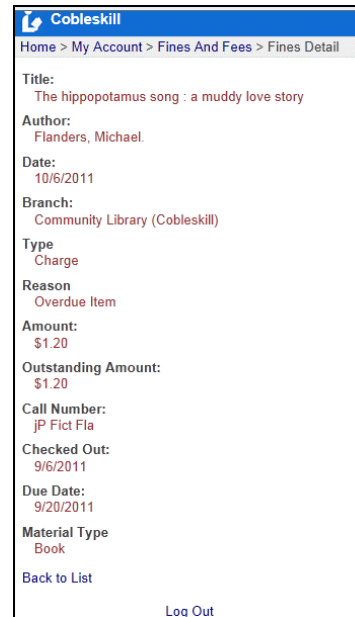 Cobleskill
Home > My Account > Fines And Fees > Fines Detail
Title:
The hippopotamus song : a muddy love story
Author:
Flanders, Michael.
Date:
10/6/2011
Branch:
Community Library (Cobleskill)
Type
Charge
Reason
Overdue Item
Amount:
$1.20
Outstanding Amount:
$1.20
Call Number:
jP Fict Fla
Checked Out:
9/6/2011
Due Date:
9/20/2011
Material Type
Book
Back to List
Log Out